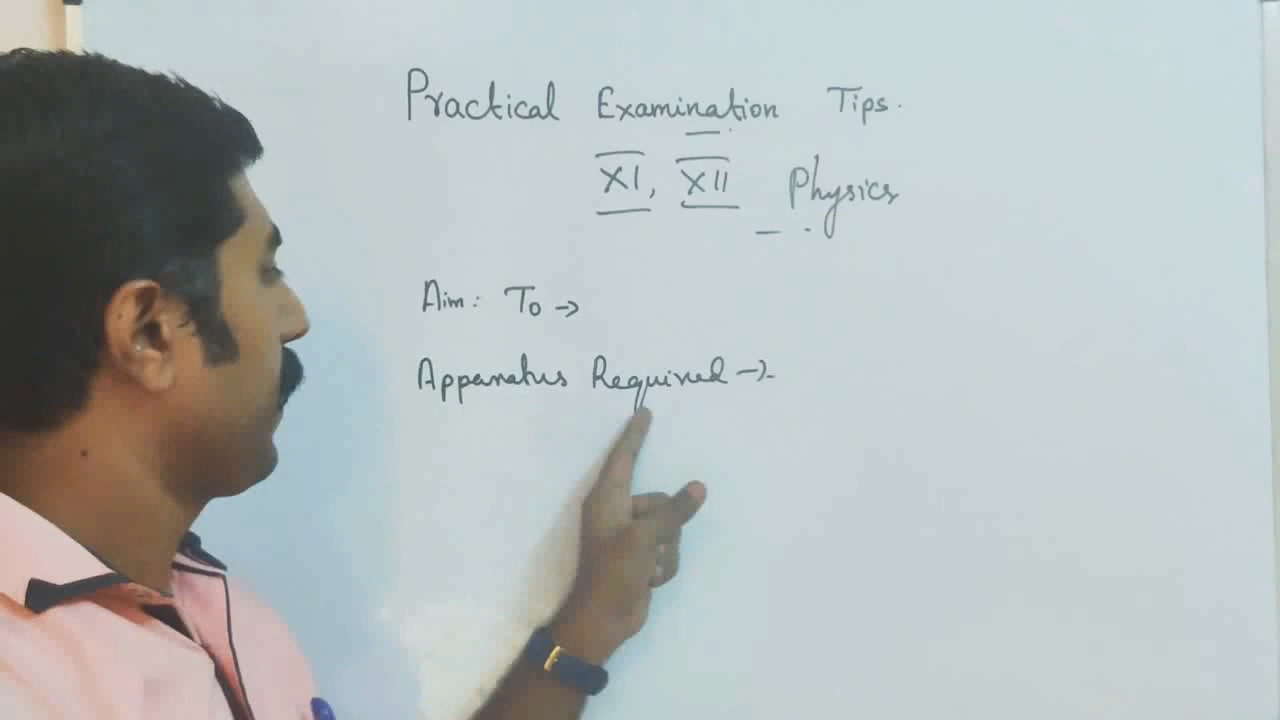 Practical Examination Tips.
XI, XII Physics
Aim: To →
Apparatus Required →